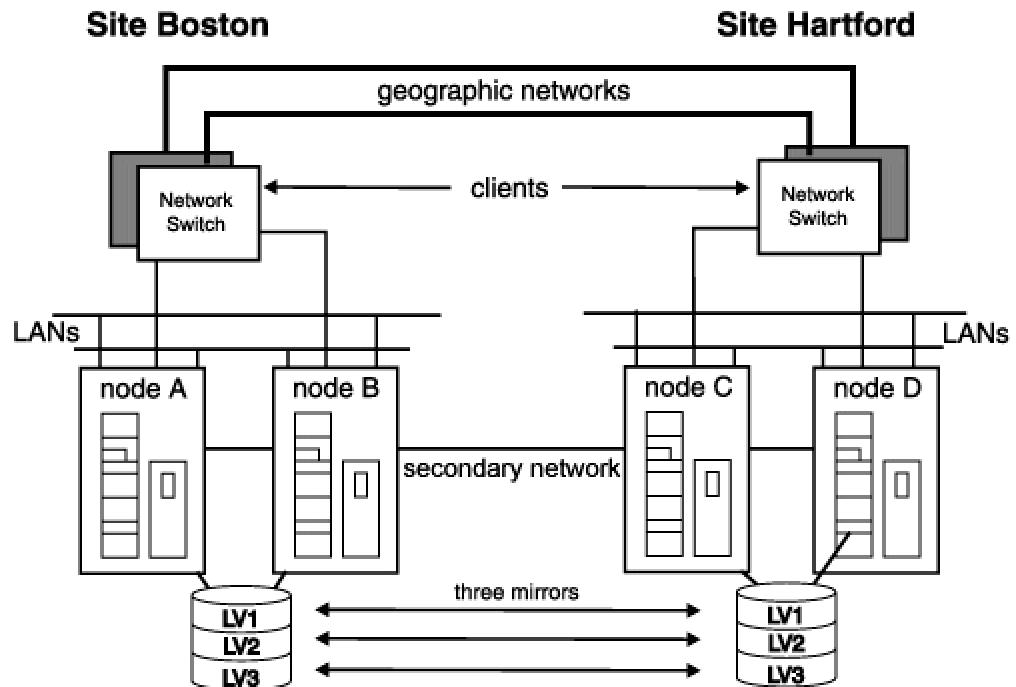 Site Boston
Site Hartford
geographic networks
Network
Switch
clients
Network
Switch
LANs
LANs
node A
node B
node C
node D
secondary network
three mirrors
LV1
LV2
LV3
LV1
LV2
LV3